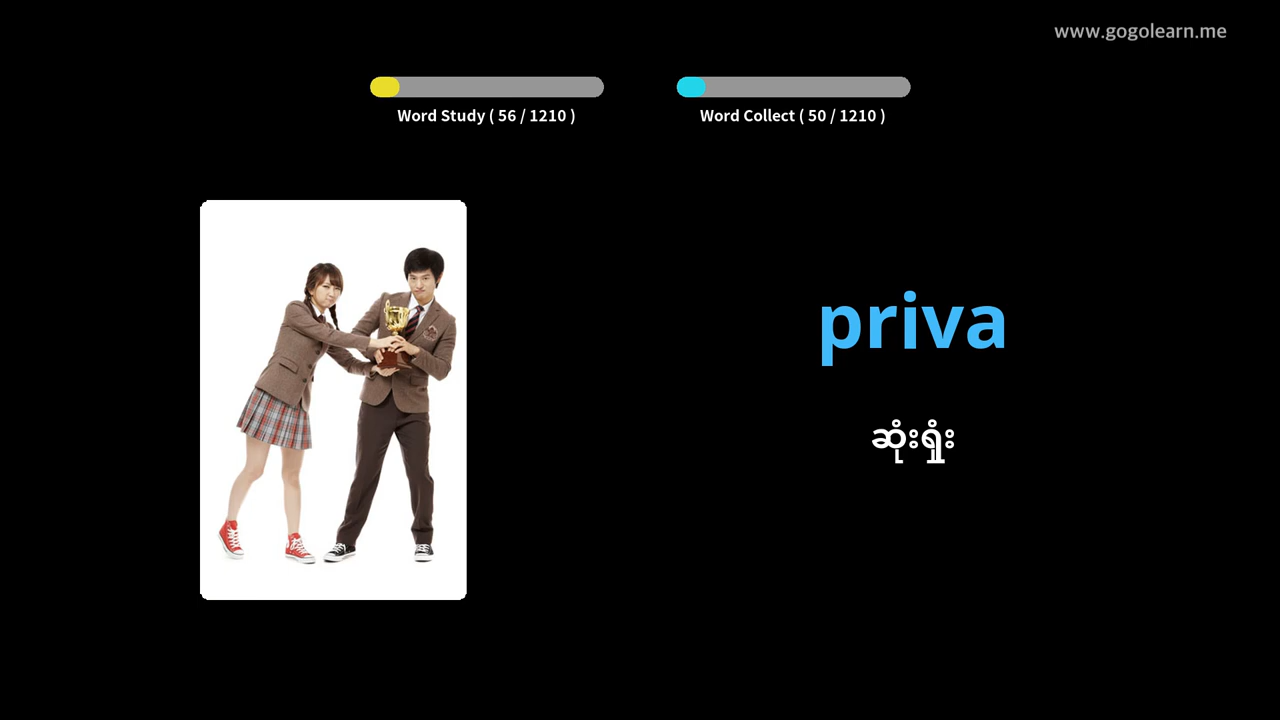 www.gogolearn.me
Word Study ( 56 / 1210 )
Word Collect ( 50 / 1210 )
priva
ဆုံးရှုံး